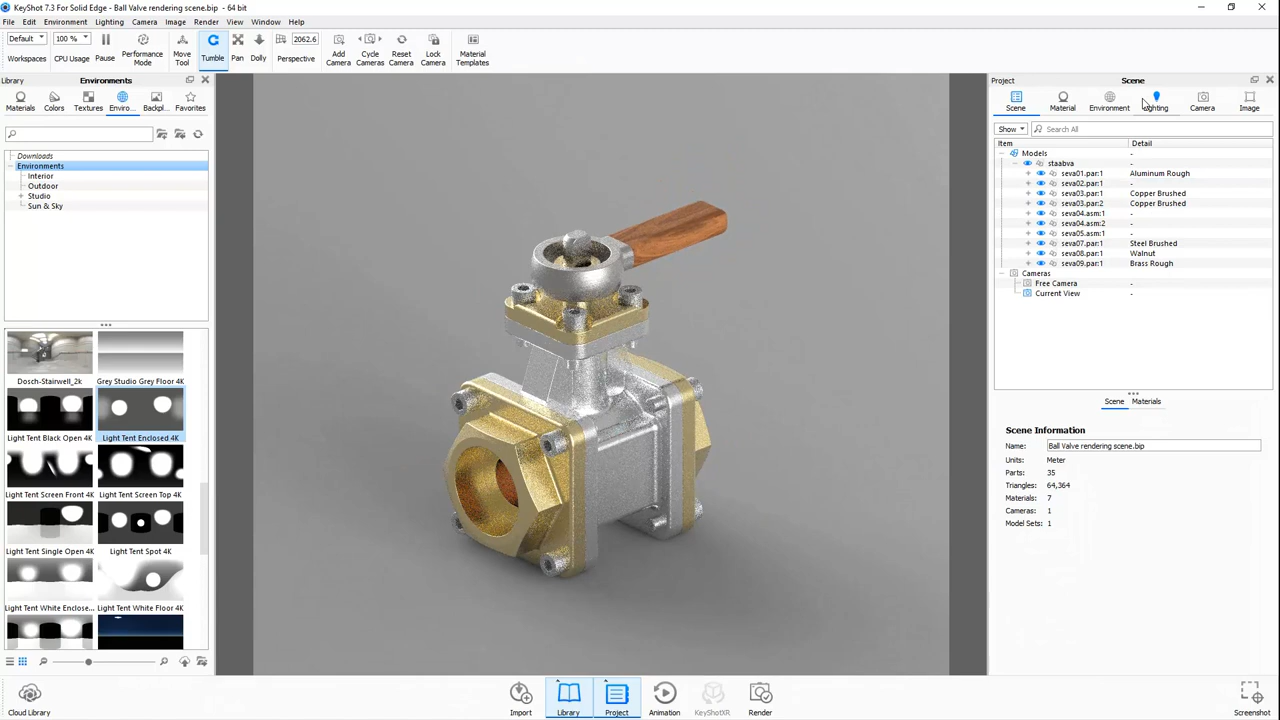 KeyShot 7.3 For Solid Edge - Ball Valve rendering scene.bip - 64 bit
File Edit Environment Lighting Camera Image Render View Window Help
Default 100 % 2062.6
Workspaces CPU Usage Pause Performance Mode Move Tool Tumble Pan Dolly Perspective Add Camera Cycle Cameras Reset Camera Lock Camera Material Templates
Library Environments
Materials Colors Textures Enviro... Backpl... Favorites
Downloads
Environments
Interior
Outdoor
Studio
Sun & Sky
Dosch-Stairwell_2k Grey Studio Grey Floor 4K
Light Tent Black Open 4K Light Tent Enclosed 4K
Light Tent Screen Front 4K Light Tent Screen Top 4K
Light Tent Single Open 4K Light Tent Spot 4K
Light Tent White Enclose... Light Tent White Floor 4K
Project Scene
Scene Material Environment Lighting Camera Image
Show Search All
Item Detail
Models -
staabva -
seva01.par:1 Aluminum Rough
seva02.par:1 -
seva03.par:1 Copper Brushed
seva03.par:2 Copper Brushed
seva04.asm:1 -
seva04.asm:2 -
seva05.asm:1 -
seva07.par:1 Steel Brushed
seva08.par:1 Walnut
seva09.par:1 Brass Rough
Cameras -
Free Camera -
Current View -
Scene Materials
Scene Information
Name: Ball Valve rendering scene.bip
Units: Meter
Parts: 35
Triangles: 64,364
Materials: 7
Cameras: 1
Model Sets: 1
Cloud Library Import Library Project Animation KeyShotXR Render Screenshot